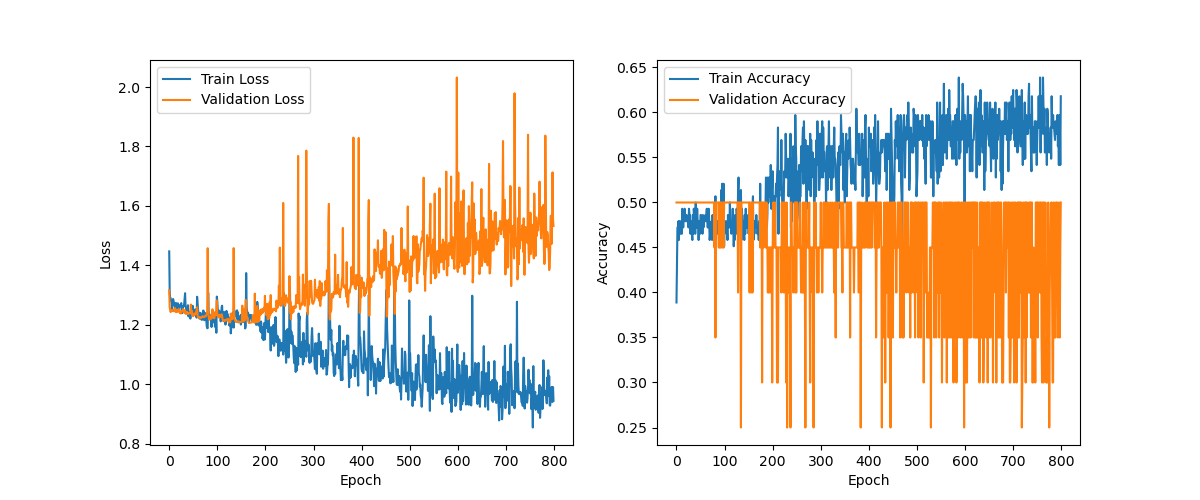 Train Loss
Validation Loss
2.0
1.8
1.6
1.4
1.2
1.0
0.8
Loss
0 100 200 300 400 500 600 700 800
Epoch
Train Accuracy
Validation Accuracy
0.65
0.60
0.55
0.50
0.45
0.40
0.35
0.30
0.25
Accuracy
0 100 200 300 400 500 600 700 800
Epoch